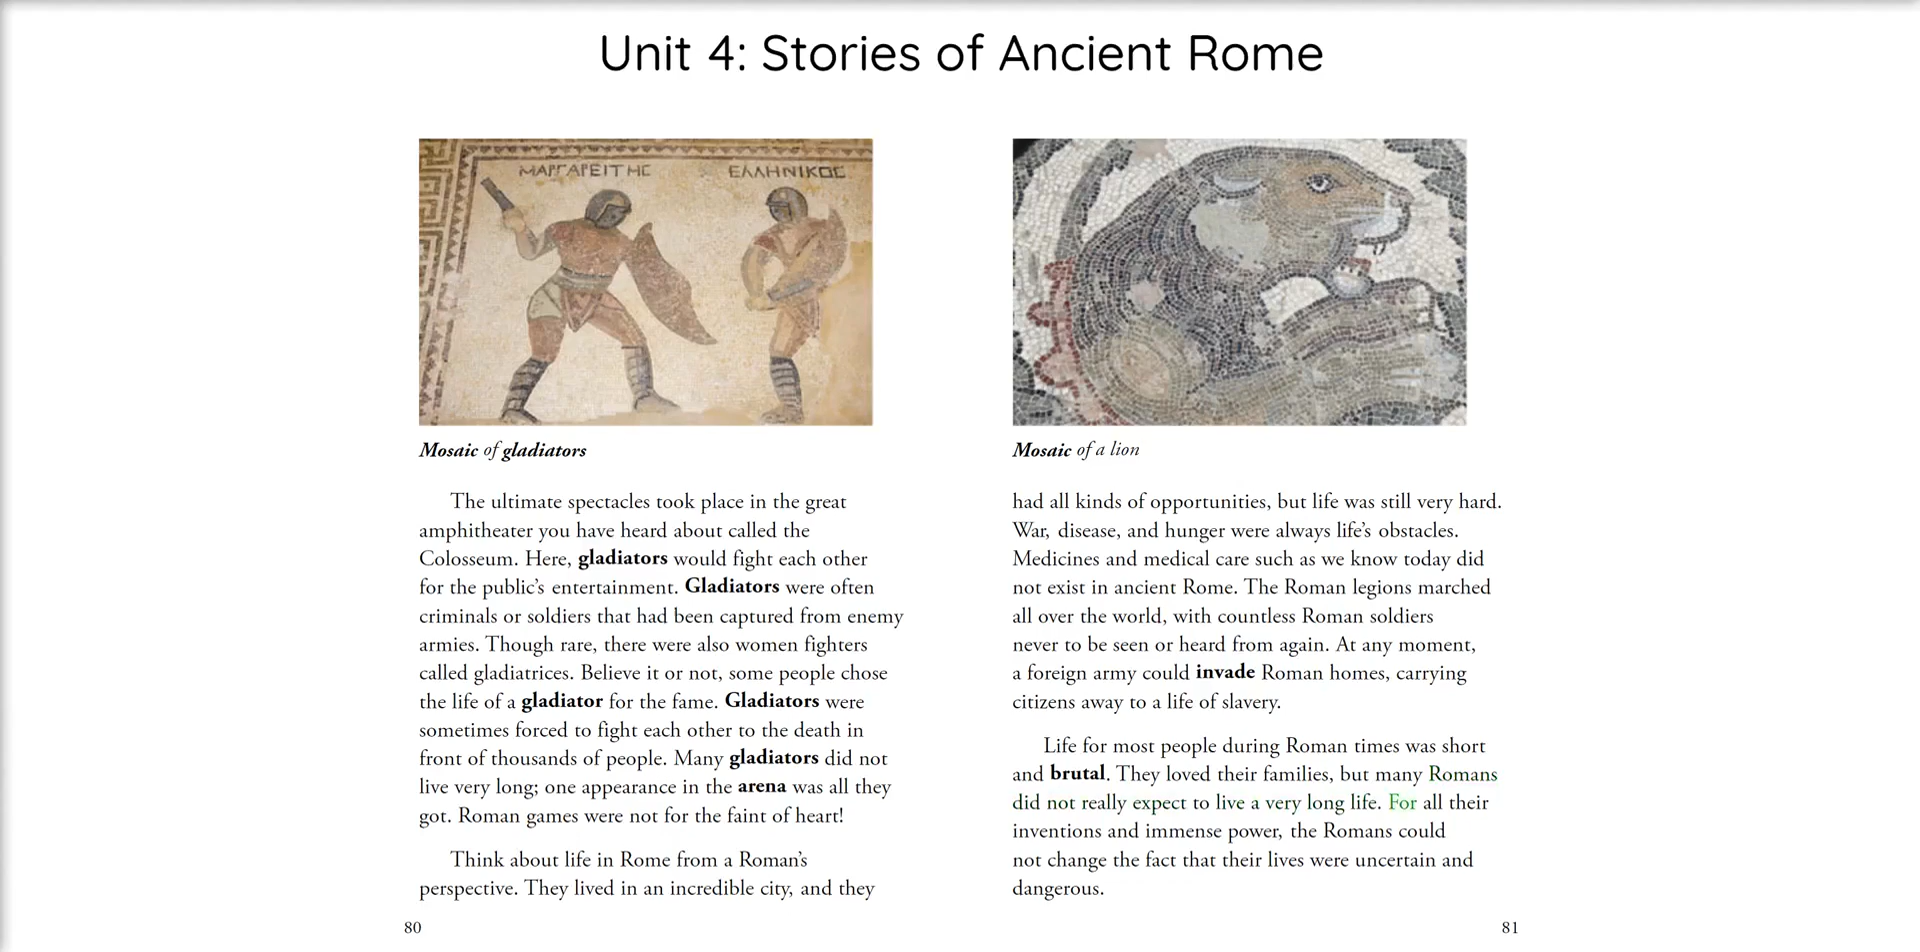 Unit 4: Stories of Ancient Rome
ΜΑΡΓΑΡΕΙΤΗС
ΕΛΛΗΝΙΚΟС
Mosaic of gladiators
The ultimate spectacles took place in the great
amphitheater you have heard about called the
Colosseum. Here, gladiators would fight each other
for the public’s entertainment. Gladiators were often
criminals or soldiers that had been captured from enemy
armies. Though rare, there were also women fighters
called gladiatrices. Believe it or not, some people chose
the life of a gladiator for the fame. Gladiators were
sometimes forced to fight each other to the death in
front of thousands of people. Many gladiators did not
live very long; one appearance in the arena was all they
got. Roman games were not for the faint of heart!
Think about life in Rome from a Roman’s
perspective. They lived in an incredible city, and they
80
Mosaic of a lion
had all kinds of opportunities, but life was still very hard.
War, disease, and hunger were always life’s obstacles.
Medicines and medical care such as we know today did
not exist in ancient Rome. The Roman legions marched
all over the world, with countless Roman soldiers
never to be seen or heard from again. At any moment,
a foreign army could invade Roman homes, carrying
citizens away to a life of slavery.
Life for most people during Roman times was short
and brutal. They loved their families, but many Romans
did not really expect to live a very long life. For all their
inventions and immense power, the Romans could
not change the fact that their lives were uncertain and
dangerous.
81